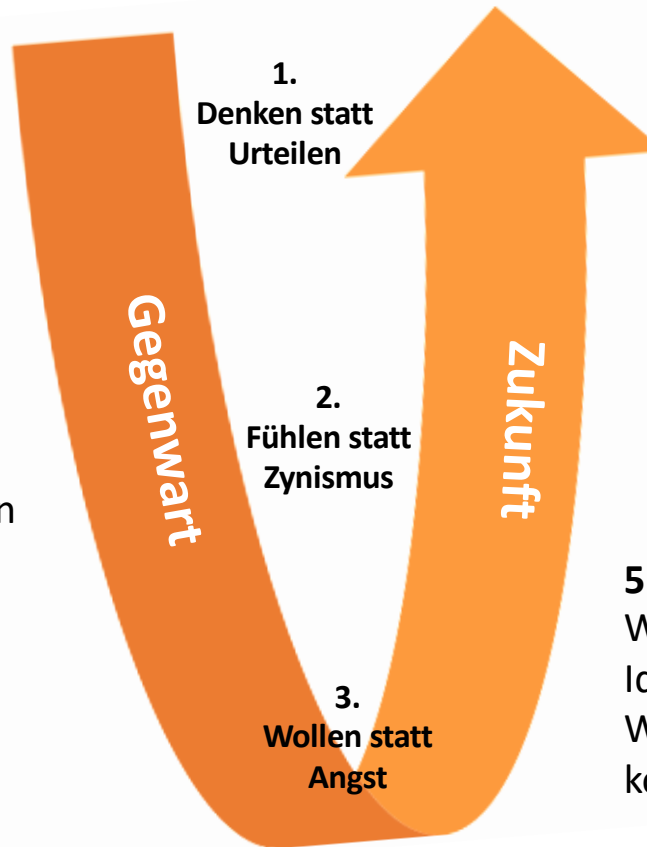 1.
Denken statt
Urteilen
Gegenwart
Zukunft
2.
Fühlen statt
Zynismus
5
3.
Wollen statt
Angst